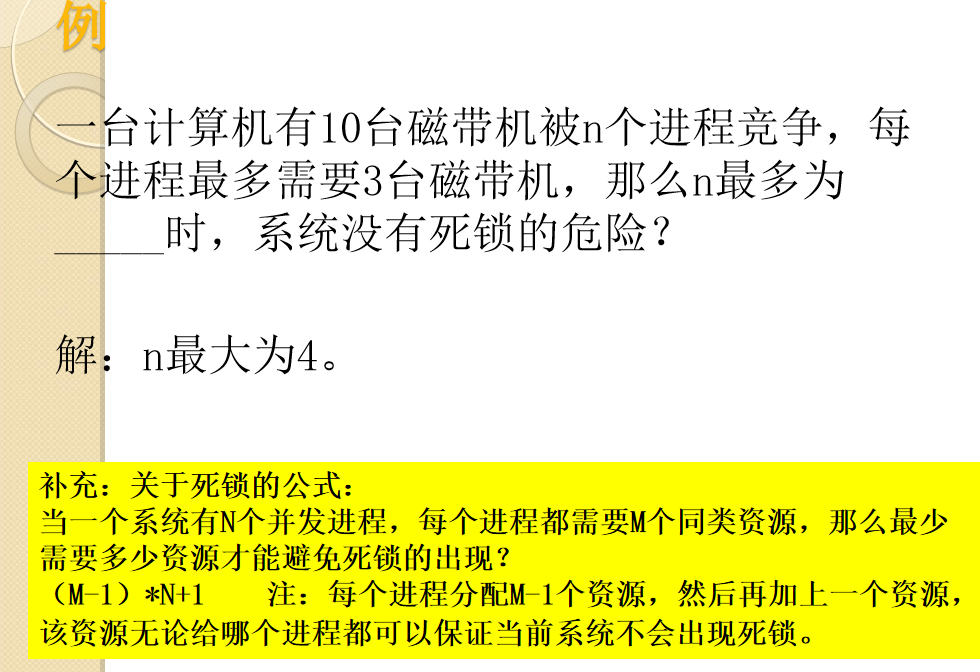 例
一台计算机有10台磁带机被n个进程竞争，每
个进程最多需要3台磁带机，那么n最多为
_____时，系统没有死锁的危险？
解：n最大为4。
补充：关于死锁的公式：
当一个系统有N个并发进程，每个进程都需要M个同类资源，那么最少
需要多少资源才能避免死锁的出现？
（M-1）*N+1 注：每个进程分配M-1个资源，然后再加上一个资源，
该资源无论给哪个进程都可以保证当前系统不会出现死锁。